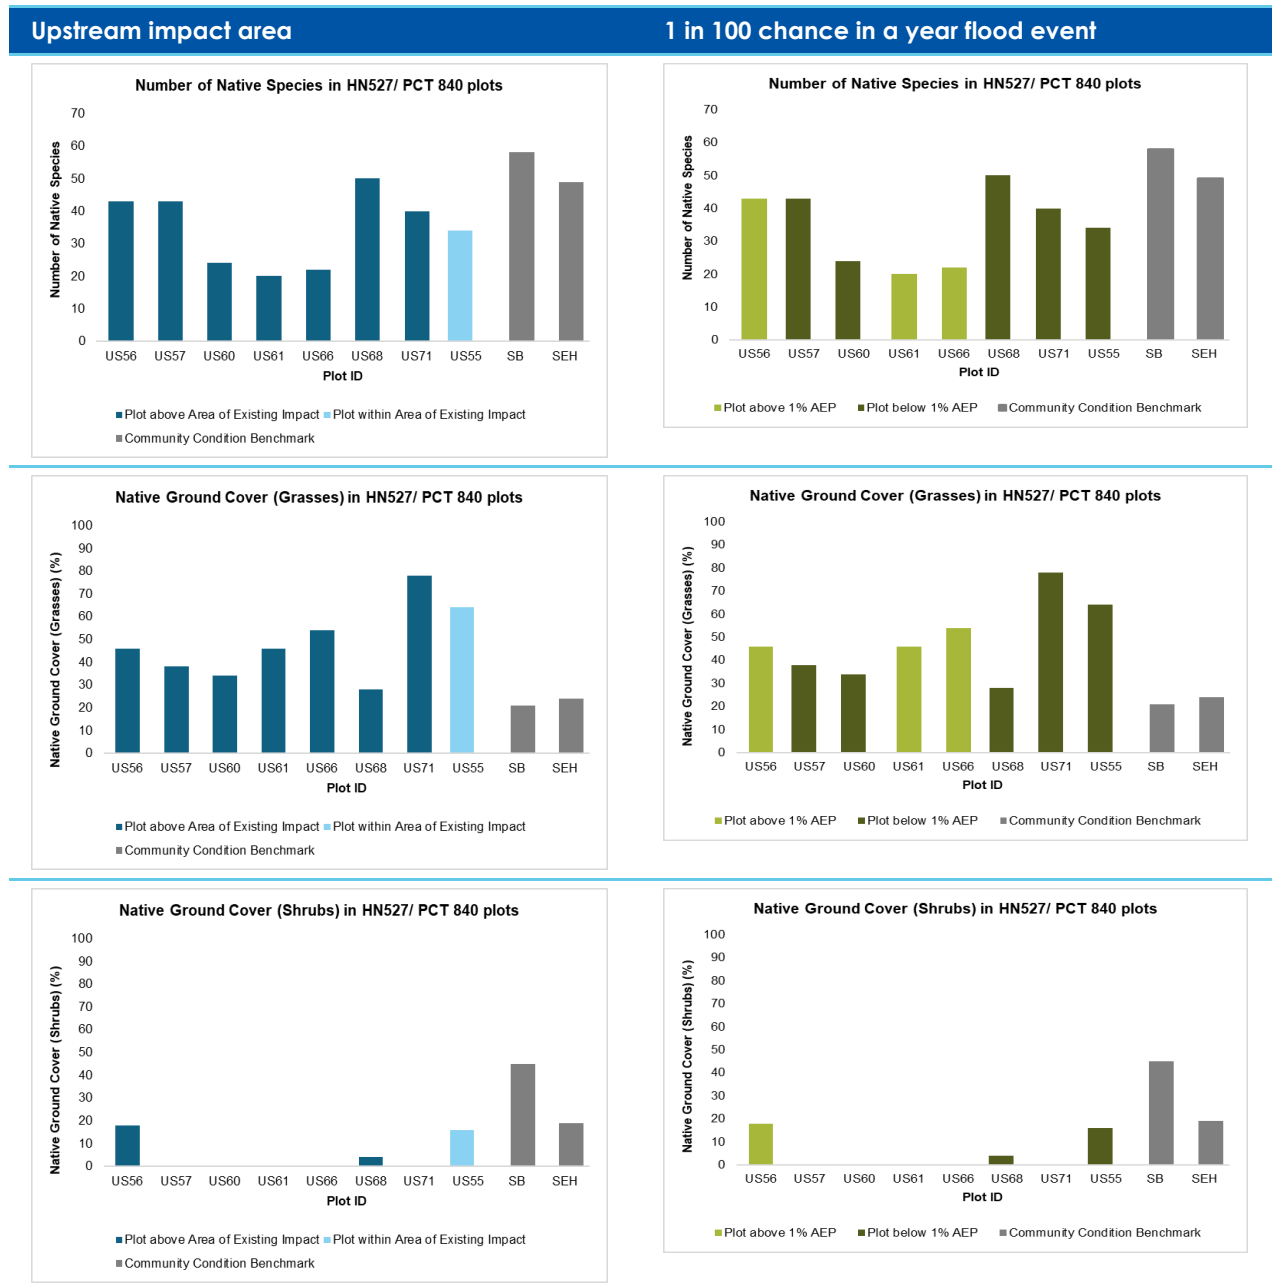 Upstream impact area
1 in 100 chance in a year flood event
Number of Native Species in HN527/ PCT 840 plots
Number of Native Species
70
60
50
40
30
20
10
0
US56 US57 US60 US61 US66 US68 US71 US55 SB SEH
Plot ID
Plot above Area of Existing Impact Plot within Area of Existing Impact
Community Condition Benchmark
Number of Native Species in HN527/ PCT 840 plots
Number of Native Species
70
60
50
40
30
20
10
0
US56 US57 US60 US61 US66 US68 US71 US55 SB SEH
Plot ID
Plot above 1% AEP Plot below 1% AEP Community Condition Benchmark
Native Ground Cover (Grasses) in HN527/ PCT 840 plots
Native Ground Cover (Grasses) (%)
100
90
80
70
60
50
40
30
20
10
0
US56 US57 US60 US61 US66 US68 US71 US55 SB SEH
Plot ID
Plot above Area of Existing Impact Plot within Area of Existing Impact
Community Condition Benchmark
Native Ground Cover (Grasses) in HN527/ PCT 840 plots
Native Ground Cover (Grasses) (%)
100
90
80
70
60
50
40
30
20
10
0
US56 US57 US60 US61 US66 US68 US71 US55 SB SEH
Plot ID
Plot above 1% AEP Plot below 1% AEP Community Condition Benchmark
Native Ground Cover (Shrubs) in HN527/ PCT 840 plots
Native Ground Cover (Shrubs) (%)
100
90
80
70
60
50
40
30
20
10
0
US56 US57 US60 US61 US66 US68 US71 US55 SB SEH
Plot ID
Plot above Area of Existing Impact Plot within Area of Existing Impact
Community Condition Benchmark
Native Ground Cover (Shrubs) in HN527/ PCT 840 plots
Native Ground Cover (Shrubs) (%)
100
90
80
70
60
50
40
30
20
10
0
US56 US57 US60 US61 US66 US68 US71 US55 SB SEH
Plot ID
Plot above 1% AEP Plot below 1% AEP Community Condition Benchmark